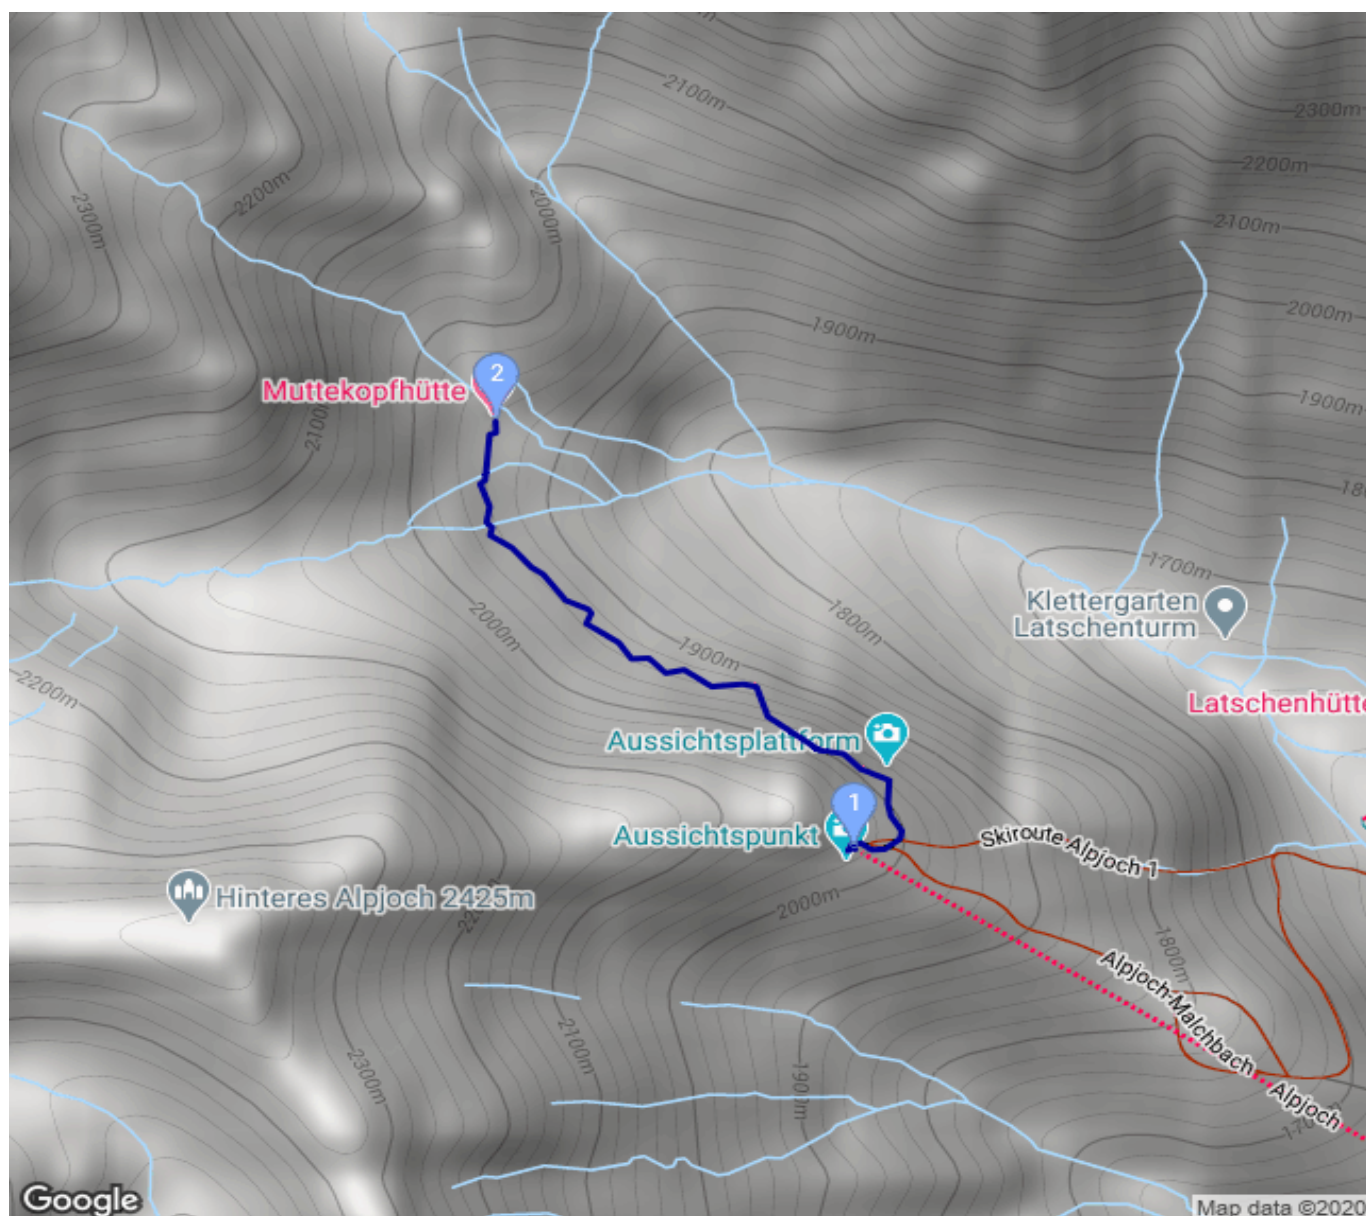 2100m
2300m
2200m
2100m
2200m
2300m
2000m
2000m
1900m
1900m
Muttekopfhütte
2
2100m
1700m
Klettergarten
Latschenturm
1800m
2000m
1900m
2200m
Latschenhütte
Aussichtsplattform
1
Aussichtspunkt
Skiroute Alpjoch 1
Hinteres Alpjoch 2425m
2000m
1800m
Alpjoch-Malchbach
Alpjoch
2100m
2300m
1900m
Google
Map data ©2020